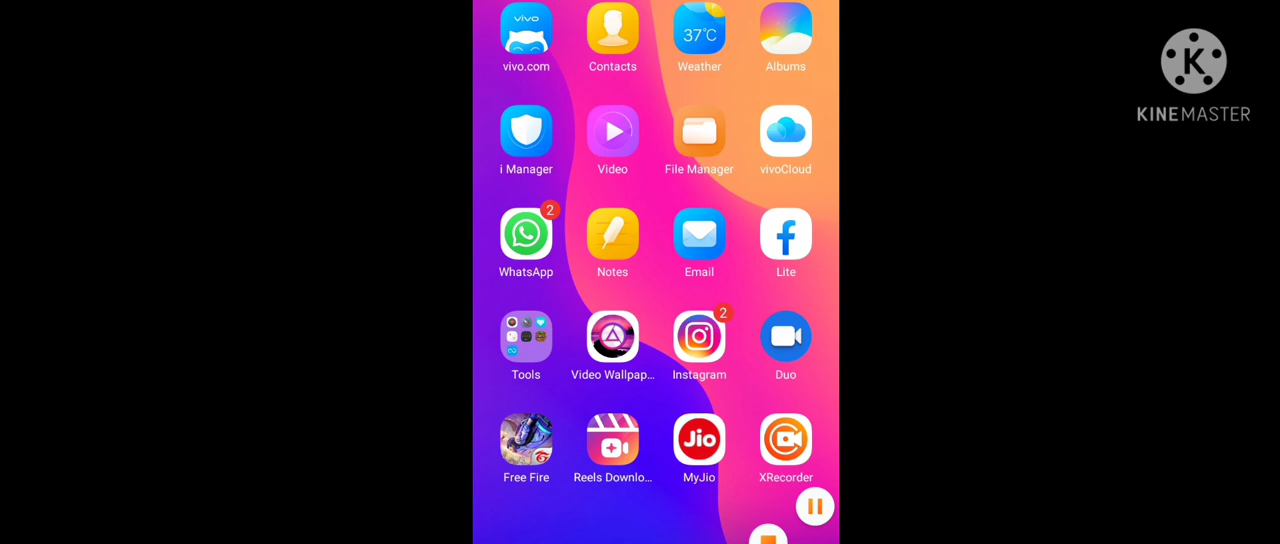 vivo
37°C
vivo.com
Contacts
Weather
Albums
K
KINEMASTER
i Manager
Video
File Manager
vivoCloud
2
WhatsApp
Notes
Email
Lite
2
Tools
Video Wallpap...
Instagram
Duo
Jio
Free Fire
Reels Downlo...
MyJio
XRecorder